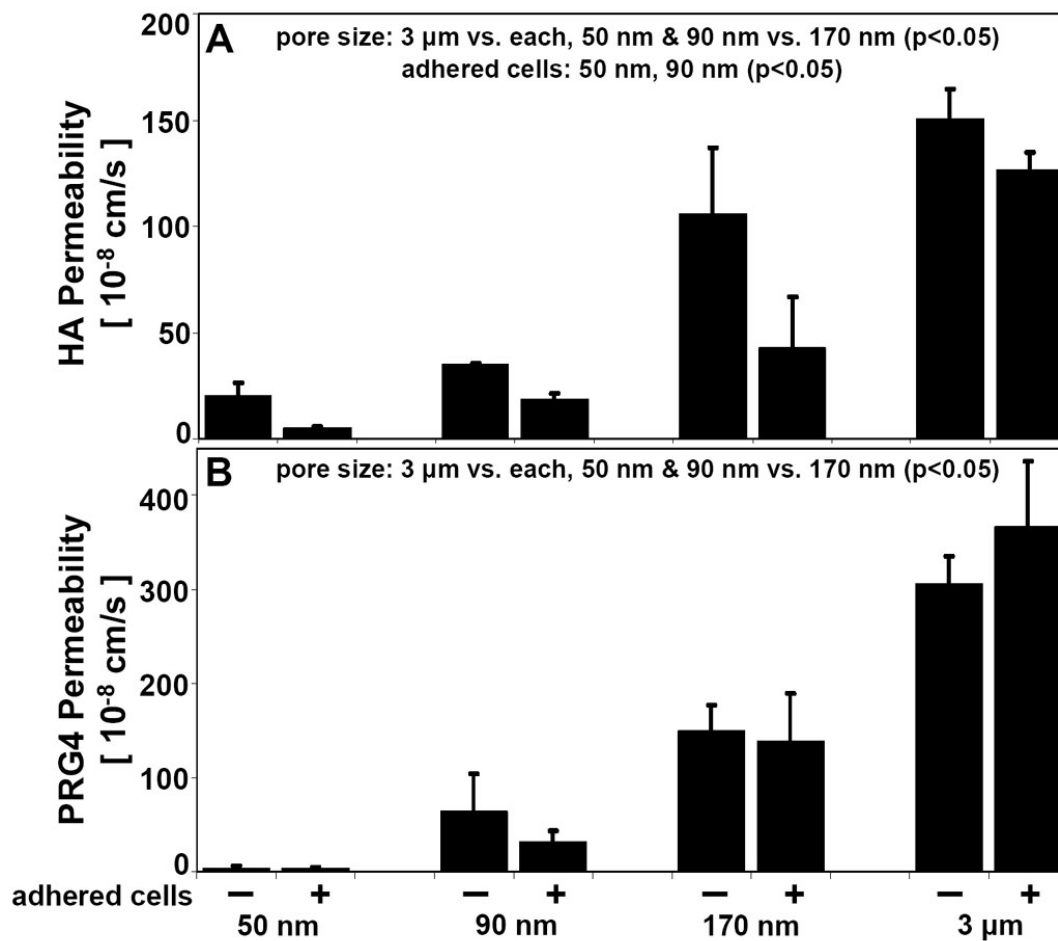 A
pore size: 3 µm vs. each, 50 nm & 90 nm vs. 170 nm (p<0.05)
adhered cells: 50 nm, 90 nm (p<0.05)
HA Permeability
[ 10⁻⁸ cm/s ]
200
150
100
50
0
B
pore size: 3 µm vs. each, 50 nm & 90 nm vs. 170 nm (p<0.05)
PRG4 Permeability
[ 10⁻⁸ cm/s ]
400
300
200
100
0
adhered cells − + − + − + − +
50 nm 90 nm 170 nm 3 µm